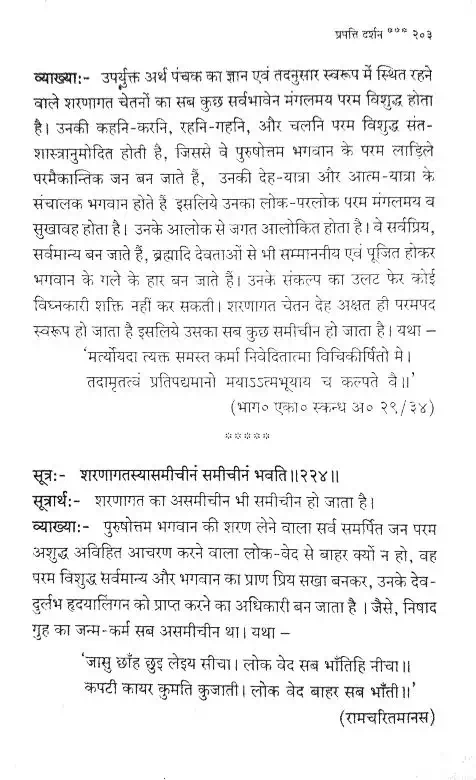 प्रपत्ति दर्शन *** २०३
व्याख्या:- उपर्युक्त अर्थ पंचक का ज्ञान एवं तदनुसार स्वरूप में स्थित रहने
वाले शरणागत चेतनों का सब कुछ सर्वभावेन मंगलमय परम विशुद्ध होता
है। उनकी कहनि-करनि, रहनि-गहनि, और चलनि परम विशुद्ध संत-
शास्त्रानुमोदित होती है, जिससे वे पुरुषोत्तम भगवान के परम लाड़िले
परमैकान्तिक जन बन जाते हैं, उनकी देह-यात्रा और आत्म-यात्रा के
संचालक भगवान होते हैं इसलिये उनका लोक-परलोक परम मंगलमय व
सुखावह होता है। उनके आलोक से जगत आलोकित होता है। वे सर्वप्रिय,
सर्वमान्य बन जाते हैं, ब्रह्मादि देवताओं से भी सम्माननीय एवं पूजित होकर
भगवान के गले के हार बन जाते हैं। उनके संकल्प का उलट फेर कोई
विघ्नकारी शक्ति नहीं कर सकती। शरणागत चेतन देह अक्षत ही परमपद
स्वरूप हो जाता है इसलिये उसका सब कुछ समीचीन हो जाता है। यथा –
‘मर्त्योयदा त्यक्त समस्त कर्मा निवेदितात्मा विचिकीर्षितो मे।
तदामृतत्वं प्रतिपद्यमानो मयाऽऽत्मभूयाय च कल्पते वै॥’
(भाग० एका० स्कन्ध अ० २९/३४)
*****
सूत्र:- शरणागतस्यासमीचीनं समीचीनं भवति॥२२४॥
सूत्रार्थ:- शरणागत का असमीचीन भी समीचीन हो जाता है।
व्याख्या:- पुरुषोत्तम भगवान की शरण लेने वाला सर्व समर्पित जन परम
अशुद्ध अविहित आचरण करने वाला लोक-वेद से बाहर क्यों न हो, वह
परम विशुद्ध सर्वमान्य और भगवान का प्राण प्रिय सखा बनकर, उनके देव-
दुर्लभ हृदयालिंगन को प्राप्त करने का अधिकारी बन जाता है । जैसे, निषाद
गुह का जन्म-कर्म सब असमीचीन था। यथा –
‘जासु छाँह छुइ लेइय सीचा। लोक वेद सब भाँतिहि नीचा॥
कपटी कायर कुमति कुजाती। लोक वेद बाहर सब भाँती॥’
(रामचरितमानस)